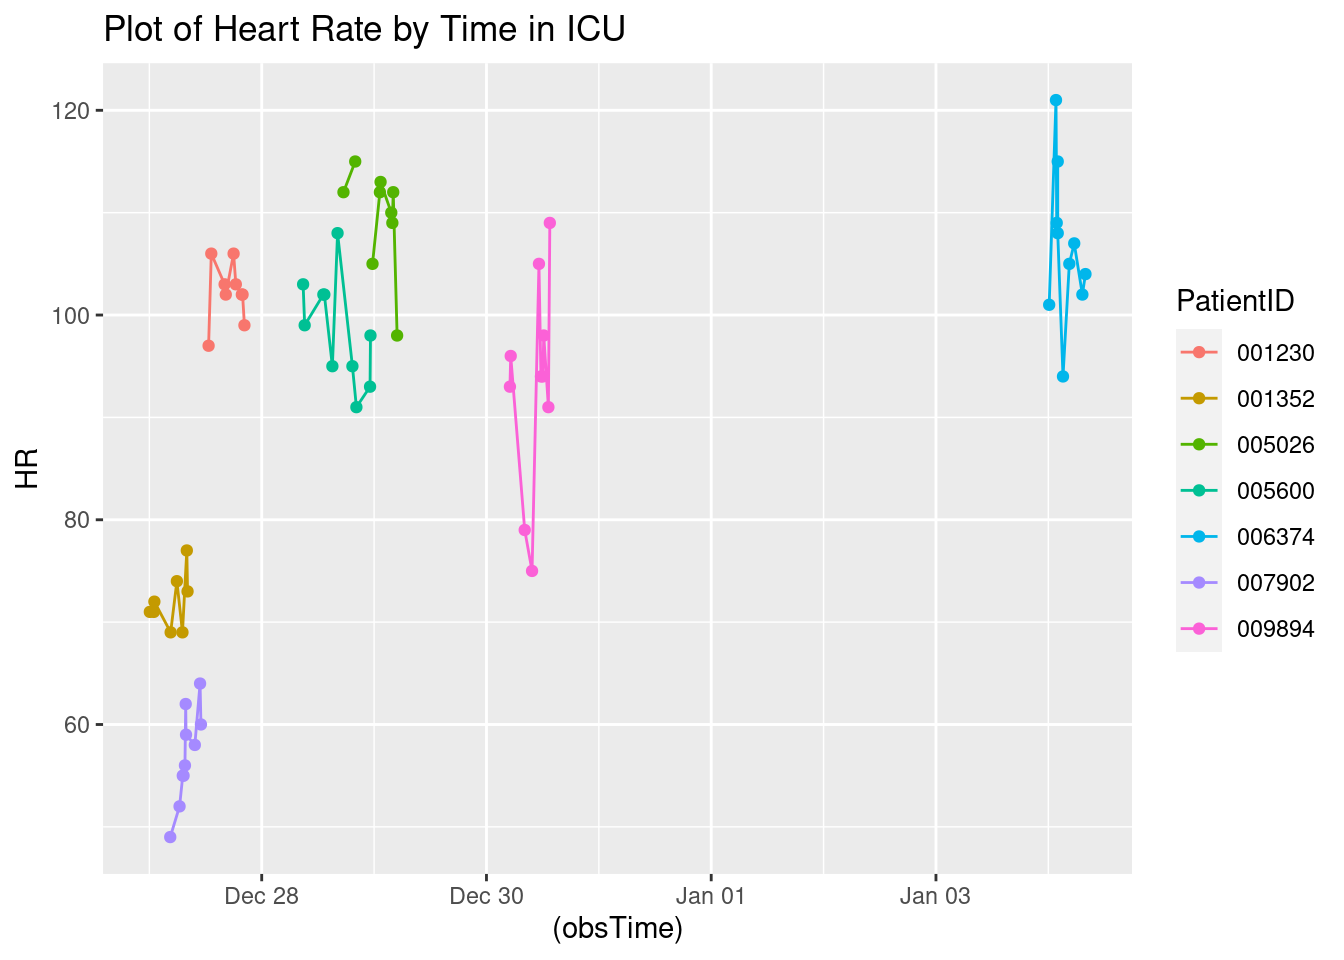 Plot of Heart Rate by Time in ICU
120
100
80
60
HR
Dec 28
Dec 30
Jan 01
Jan 03
(obsTime)
PatientID
001230
001352
005026
005600
006374
007902
009894